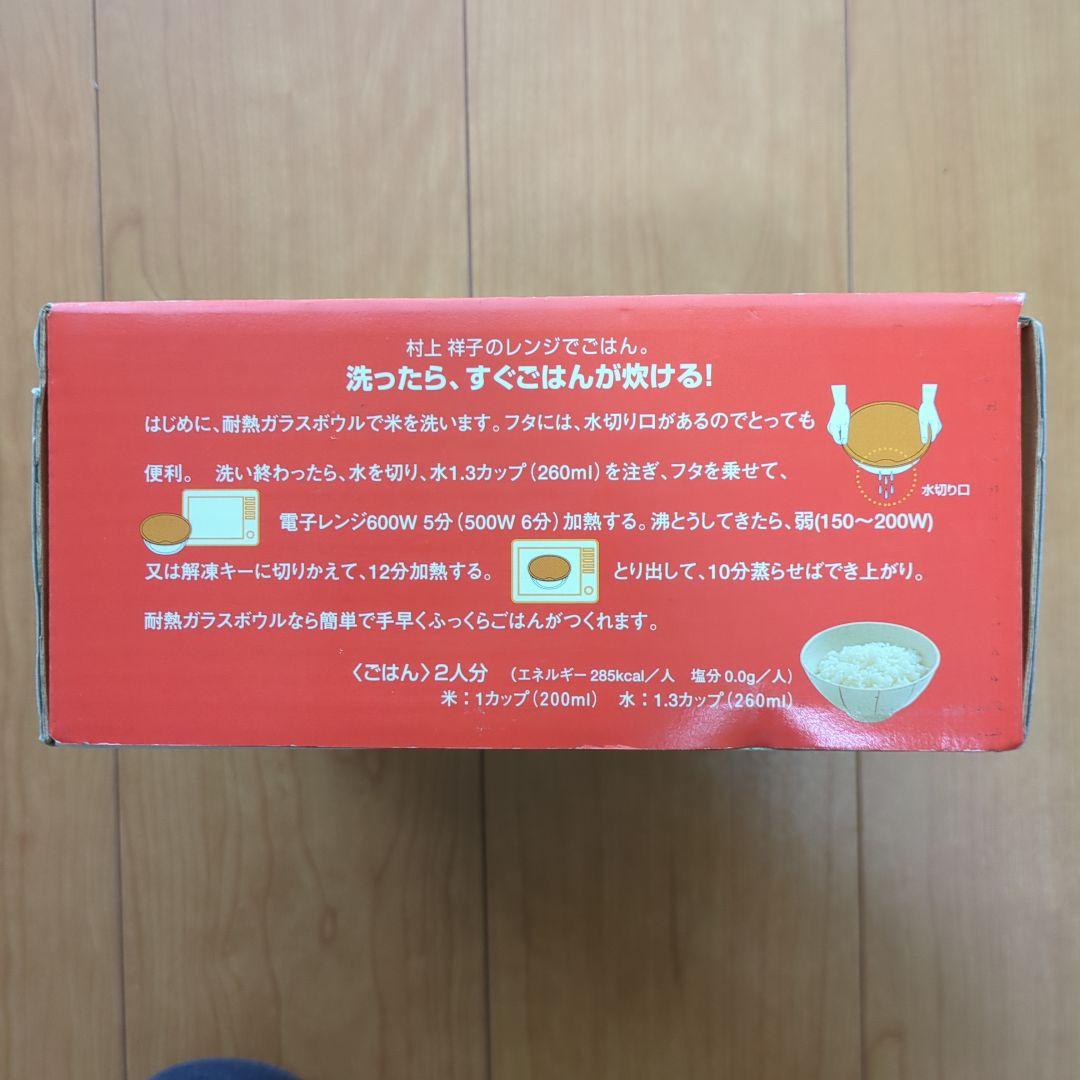 村上 祥子のレンジでごはん。
洗ったら、すぐごはんが炊ける!
はじめに、耐熱ガラスボウルで米を洗います。フタには、水切り口があるのでとっても
便利。 洗い終わったら、水を切り、水1.3カップ(260ml)を注ぎ、フタを乗せて、
水切り口
電子レンジ600W 5分(500W 6分)加熱する。沸とうしてきたら、弱(150〜200W)
又は解凍キーに切りかえて、12分加熱する。 とり出して、10分蒸らせばでき上がり。
耐熱ガラスボウルなら簡単で手早くふっくらごはんがつくれます。
〈ごはん〉2人分 (エネルギー 285kcal/人 塩分 0.0g/人)
米:1カップ(200ml) 水:1.3カップ(260ml)